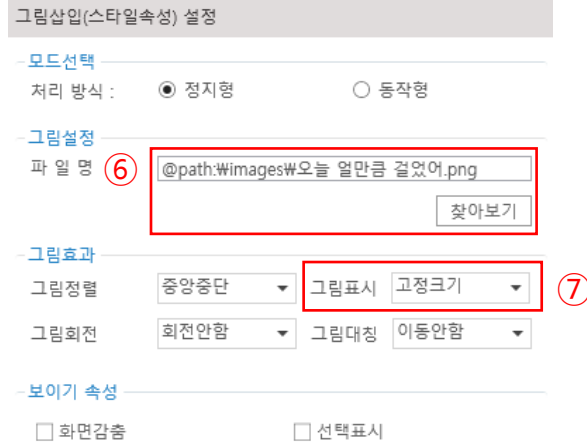 그림삽입(스타일속성) 설정
모드선택
처리 방식 : 정지형 동작형
그림설정
파 일 명 ⑥ @path:₩images₩오늘 얼만큼 걸었어.png
찾아보기
그림효과
그림정렬 중앙중단 그림표시 고정크기 ⑦
그림회전 회전안함 그림대칭 이동안함
보이기 속성
화면감춤 선택표시